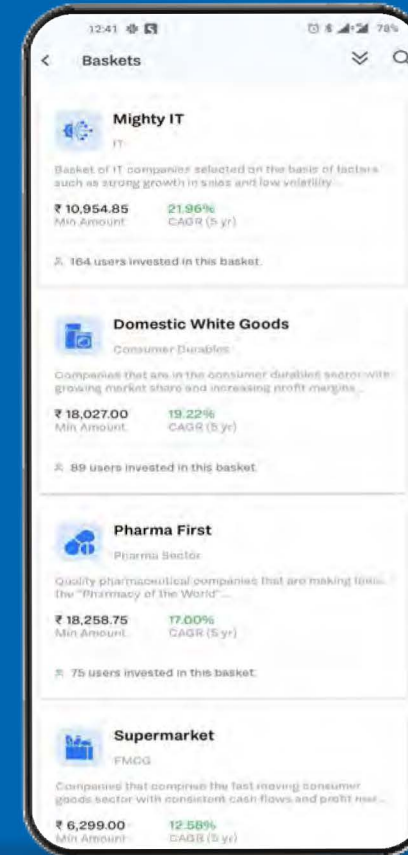 12:41
78%
Baskets
Mighty IT
IT
Basket of IT companies selected on the basis of factors
such as strong growth in sales and low volatility...
₹ 10,954.85 21.96%
Min Amount CAGR (5 yr)
164 users invested in this basket.
Domestic White Goods
Consumer Durables
Companies that are in the consumer durables sector with
growing market share and increasing profit margins...
₹ 18,027.00 19.22%
Min Amount CAGR (5 yr)
89 users invested in this basket.
Pharma First
Pharma Sector
Quality pharmaceutical companies that are making
the "Pharmacy of the World"...
₹ 18,258.75 17.00%
Min Amount CAGR (5 yr)
75 users invested in this basket.
Supermarket
FMCG
Companies that comprise the fast moving consumer
goods sector with consistent cash flows and profit
₹ 6,299.00 12.58%
Min Amount CAGR (5 yr)